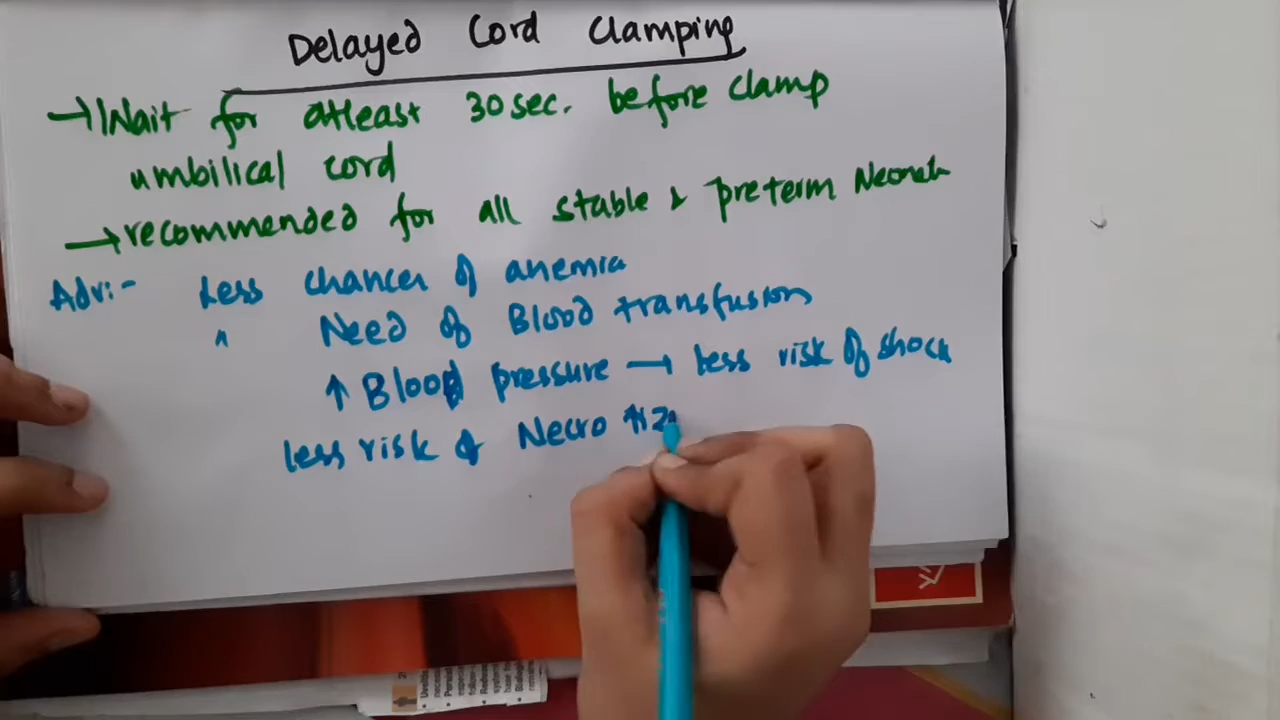 Delayed Cord Clamping
→ Wait for atleast 30 sec. before clamp
umbilical cord
→ recommended for all stable & preterm
Adv:- Less chances of anemia
" Need of Blood transfusion
↑ Blood pressure → less risk of shock
less risk of Necro